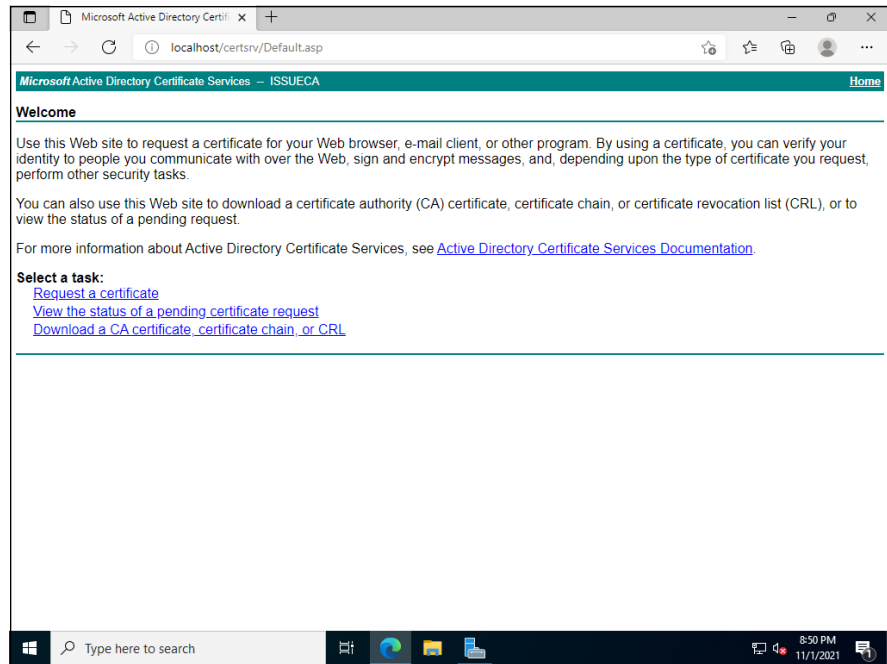 Microsoft Active Directory Certifi
localhost/certsrv/Default.asp
Microsoft Active Directory Certificate Services -- ISSUECA
Home
Welcome
Use this Web site to request a certificate for your Web browser, e-mail client, or other program. By using a certificate, you can verify your
identity to people you communicate with over the Web, sign and encrypt messages, and, depending upon the type of certificate you request,
perform other security tasks.
You can also use this Web site to download a certificate authority (CA) certificate, certificate chain, or certificate revocation list (CRL), or to
view the status of a pending request.
For more information about Active Directory Certificate Services, see Active Directory Certificate Services Documentation.
Select a task:
Request a certificate
View the status of a pending certificate request
Download a CA certificate, certificate chain, or CRL
Type here to search
8:50 PM
11/1/2021
1